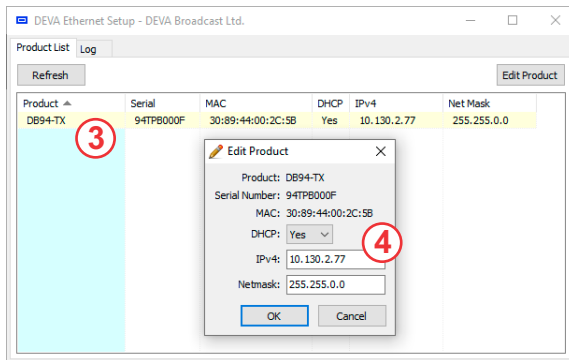 DEVA Ethernet Setup - DEVA Broadcast Ltd.
Product List Log
Refresh Edit Product
Product Serial MAC DHCP IPv4 Net Mask
DB94-TX 94TPB000F 30:89:44:00:2C:5B Yes 10.130.2.77 255.255.0.0
3
Edit Product
Product: DB94-TX
Serial Number: 94TPB000F
MAC: 30:89:44:00:2C:5B
DHCP: Yes
4
IPv4: 10.130.2.77
Netmask: 255.255.0.0
OK Cancel